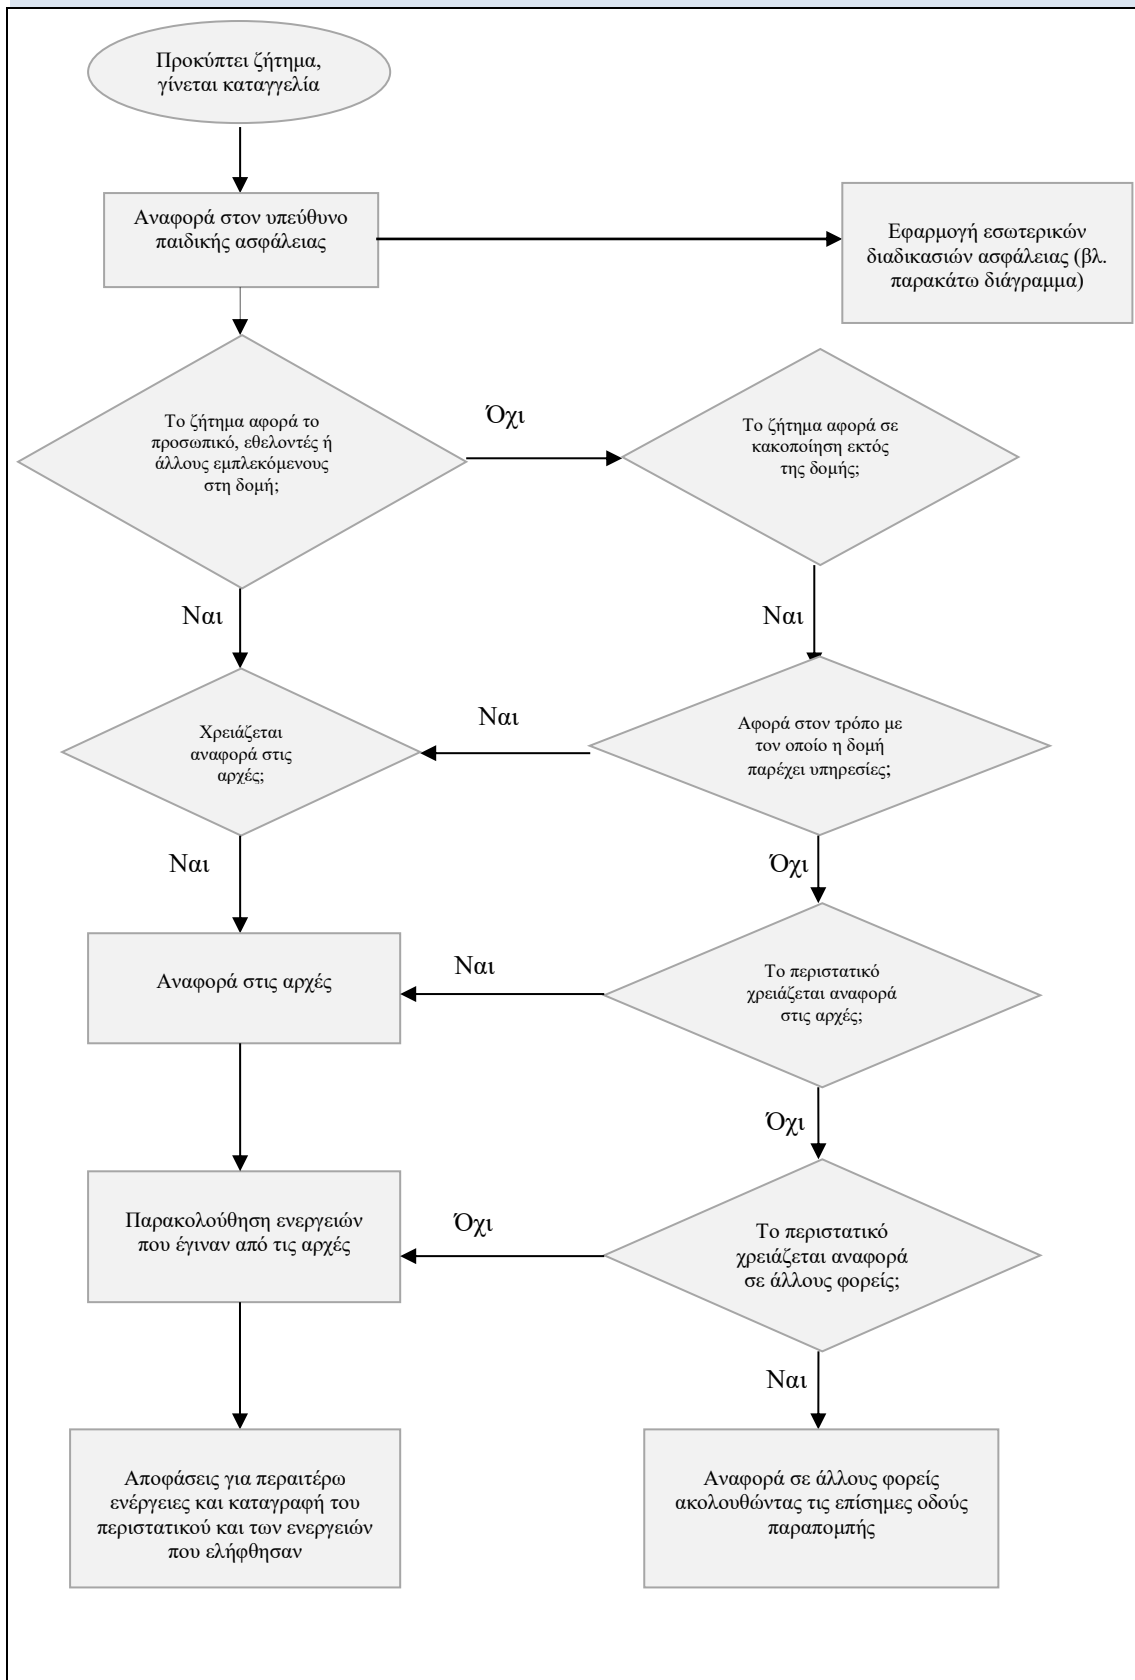 Προκύπτει ζήτημα,
γίνεται καταγγελία
Αναφορά στον υπεύθυνο
παιδικής ασφάλειας
Εφαρμογή εσωτερικών
διαδικασιών ασφάλειας (βλ.
παρακάτω διάγραμμα)
Το ζήτημα αφορά το
προσωπικό, εθελοντές ή
άλλους εμπλεκόμενους
στη δομή;
Όχι
Το ζήτημα αφορά σε
κακοποίηση εκτός
της δομής;
Ναι
Ναι
Χρειάζεται
αναφορά στις
αρχές;
Ναι
Αφορά στον τρόπο με
τον οποίο η δομή
παρέχει υπηρεσίες;
Ναι
Όχι
Αναφορά στις αρχές
Ναι
Το περιστατικό
χρειάζεται αναφορά
στις αρχές;
Όχι
Παρακολούθηση ενεργειών
που έγιναν από τις αρχές
Όχι
Το περιστατικό
χρειάζεται αναφορά
σε άλλους φορείς;
Ναι
Αποφάσεις για περαιτέρω
ενέργειες και καταγραφή του
περιστατικού και των ενεργειών
που ελήφθησαν
Αναφορά σε άλλους φορείς
ακολουθώντας τις επίσημες οδούς
παραπομπής